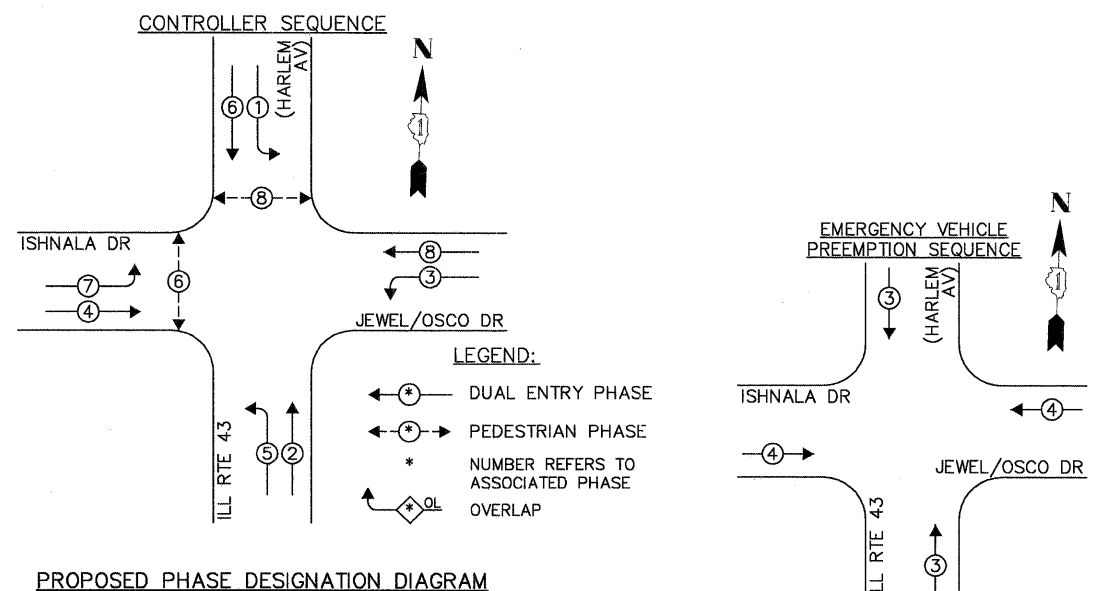 CONTROLLER SEQUENCE
N
(HARLEM
AV)
6
1
1
8
ISHNALA DR
8
7
6
3
4
JEWEL/OSCO DR
LEGEND:
* DUAL ENTRY PHASE
* PEDESTRIAN PHASE
* NUMBER REFERS TO
ASSOCIATED PHASE
* OL OVERLAP
ILL RTE 43
5
2
PROPOSED PHASE DESIGNATION DIAGRAM
N
EMERGENCY VEHICLE
PREEMPTION SEQUENCE
(HARLEM
AV)
3
1
ISHNALA DR
4
4
JEWEL/OSCO DR
ILL RTE 43
3